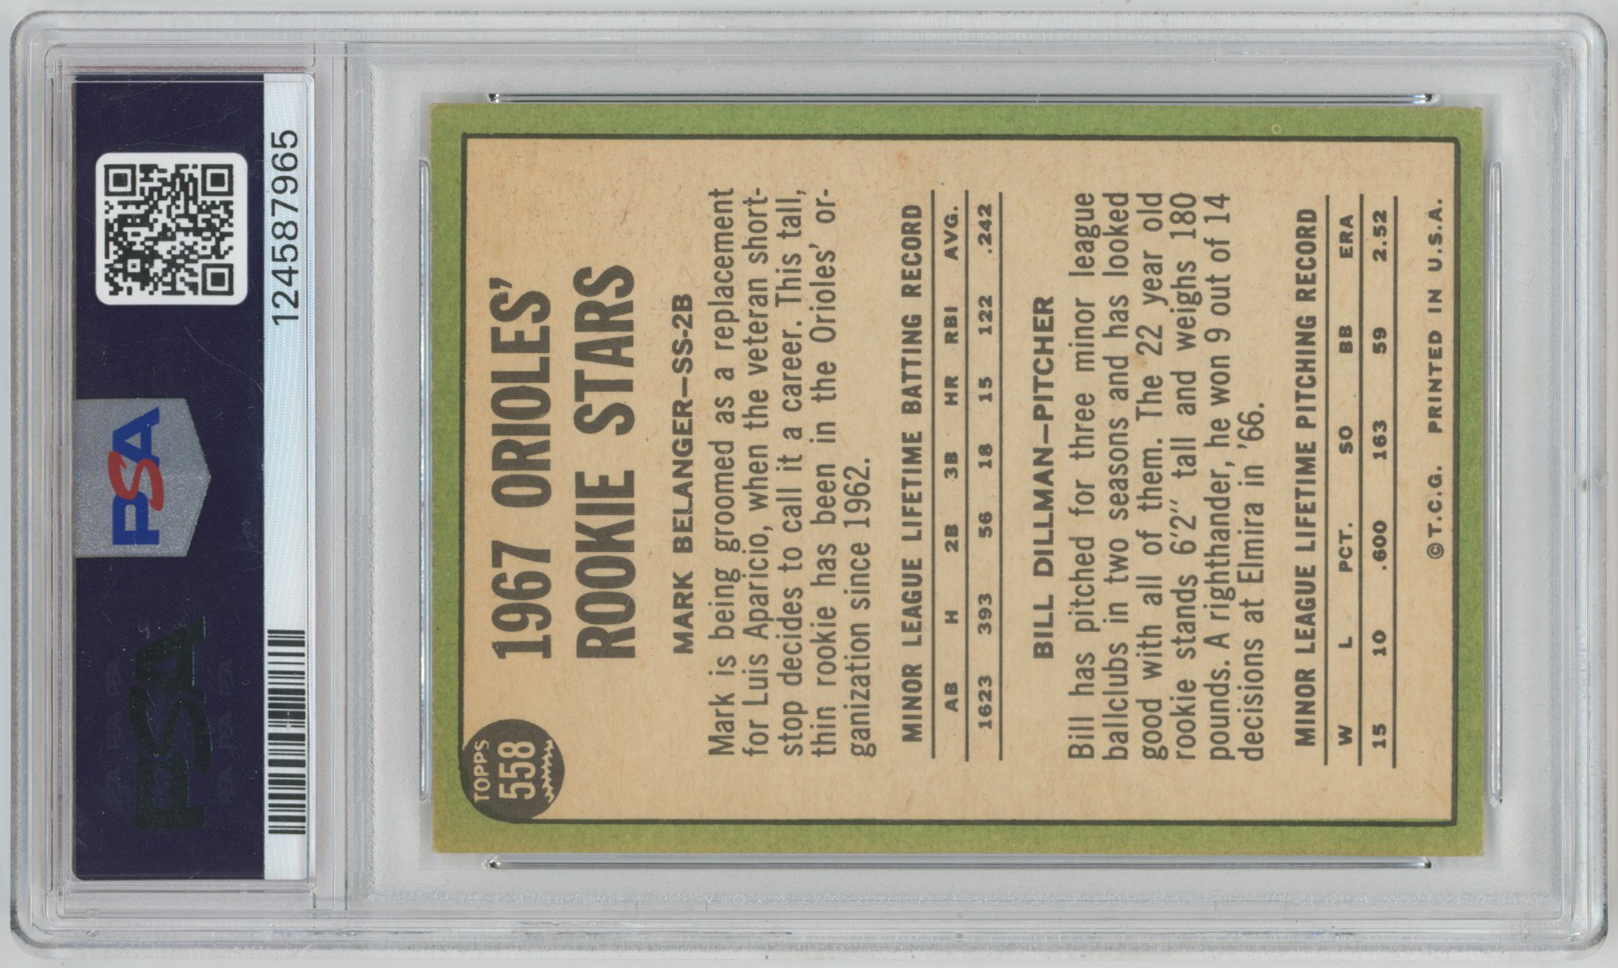 PSA
PSA
124587965
TOPPS
558
1967 ORIOLES'
ROOKIE STARS
MARK BELANGER—SS-2B
Mark is being groomed as a replacement
for Luis Aparicio, when the veteran short-
stop decides to call it a career. This tall,
thin rookie has been in the Orioles' or-
ganization since 1962.
MINOR LEAGUE LIFETIME BATTING RECORD
AB H 2B 3B HR RBI AVG.
1623 393 56 18 15 122 .242
BILL DILLMAN—PITCHER
Bill has pitched for three minor league
ballclubs in two seasons and has looked
good with all of them. The 22 year old
rookie stands 6'2" tall and weighs 180
pounds. A righthander, he won 9 out of 14
decisions at Elmira in '66.
MINOR LEAGUE LIFETIME PITCHING RECORD
W L PCT. SO BB ERA
15 10 .600 163 59 2.52
©T.C.G. PRINTED IN U.S.A.